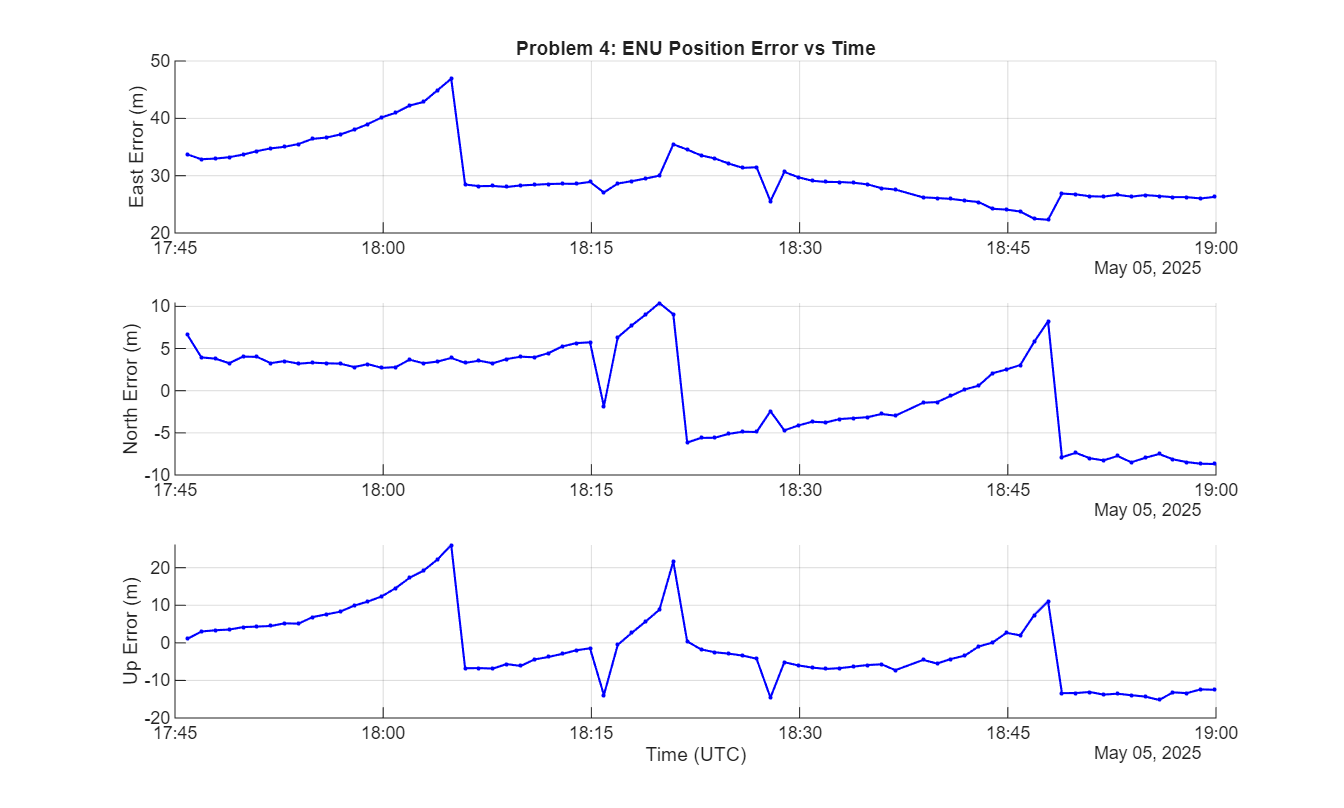 Problem 4: ENU Position Error vs Time
50
40
30
20
East Error (m)
17:45 18:00 18:15 18:30 18:45 19:00
May 05, 2025
10
5
0
-5
-10
North Error (m)
17:45 18:00 18:15 18:30 18:45 19:00
May 05, 2025
20
10
0
-10
-20
Up Error (m)
17:45 18:00 18:15 18:30 18:45 19:00
Time (UTC)
May 05, 2025